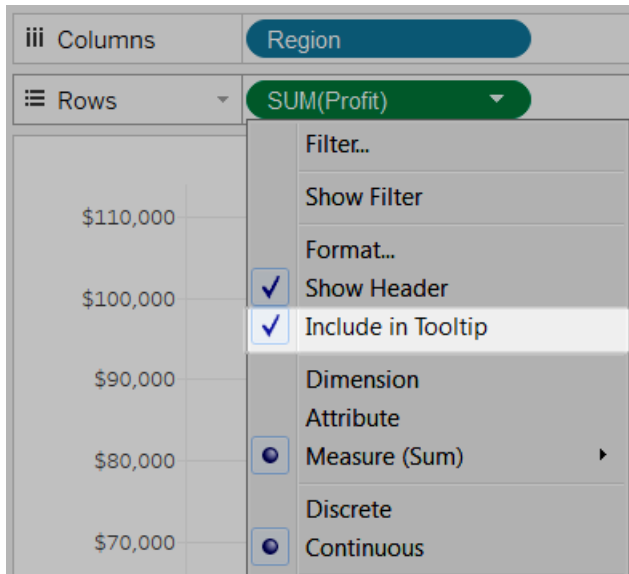 Columns
Region
Rows
SUM(Profit)
Filter...
Show Filter
Format...
Show Header
Include in Tooltip
Dimension
Attribute
Measure (Sum)
Discrete
Continuous
$110,000
$100,000
$90,000
$80,000
$70,000